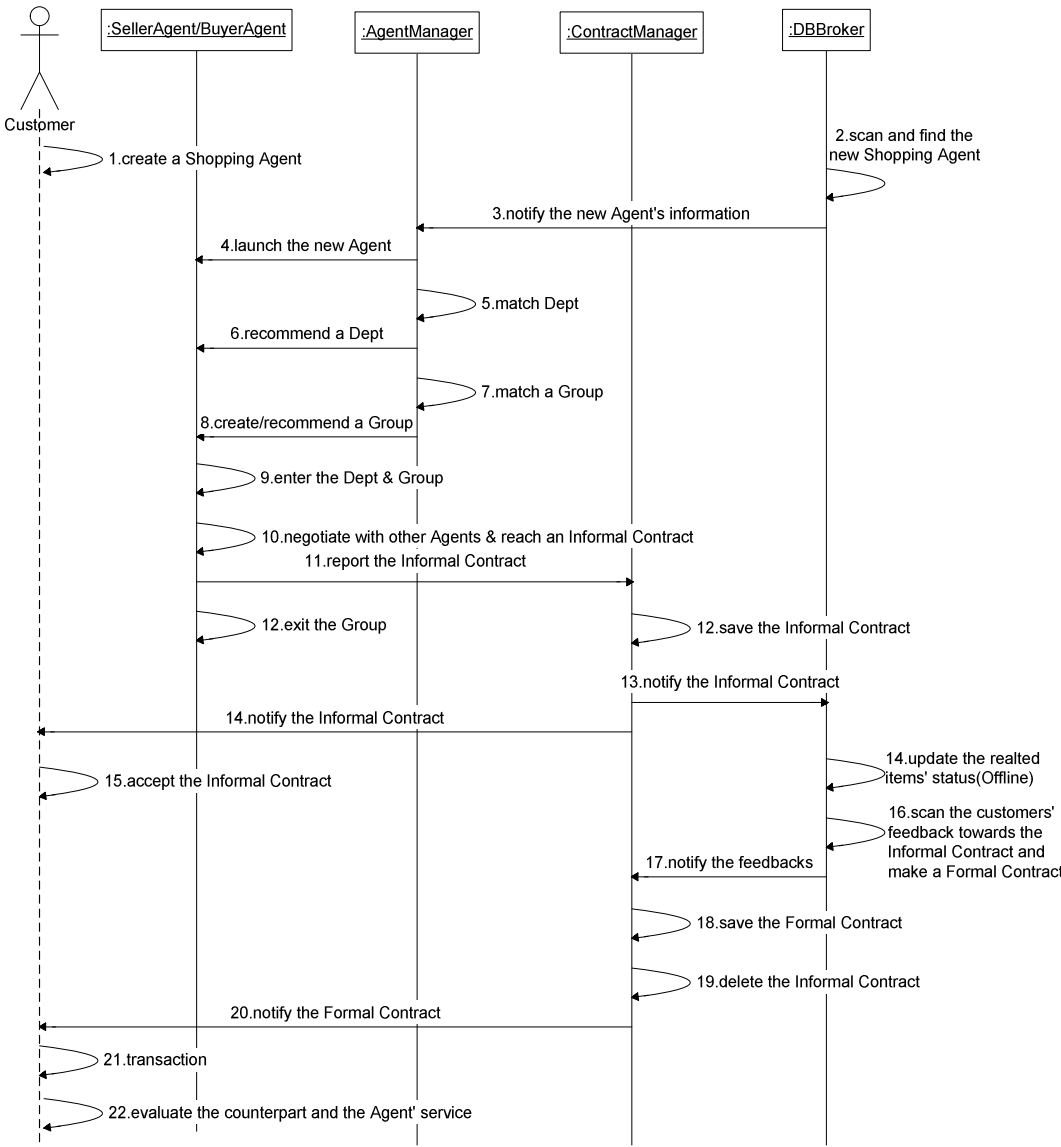 :SellerAgent/BuyerAgent
:AgentManager
:ContractManager
:DBBroker
Customer
1.create a Shopping Agent
2.scan and find the
new Shopping Agent
3.notify the new Agent's information
4.launch the new Agent
5.match Dept
6.recommend a Dept
7.match a Group
8.create/recommend a Group
9.enter the Dept & Group
10.negotiate with other Agents & reach an Informal Contract
11.report the Informal Contract
12.exit the Group
12.save the Informal Contract
13.notify the Informal Contract
14.notify the Informal Contract
14.update the realted
items' status(Offline)
15.accept the Informal Contract
16.scan the customers'
feedback towards the
Informal Contract and
make a Formal Contract
17.notify the feedbacks
18.save the Formal Contract
19.delete the Informal Contract
20.notify the Formal Contract
21.transaction
22.evaluate the counterpart and the Agent' service